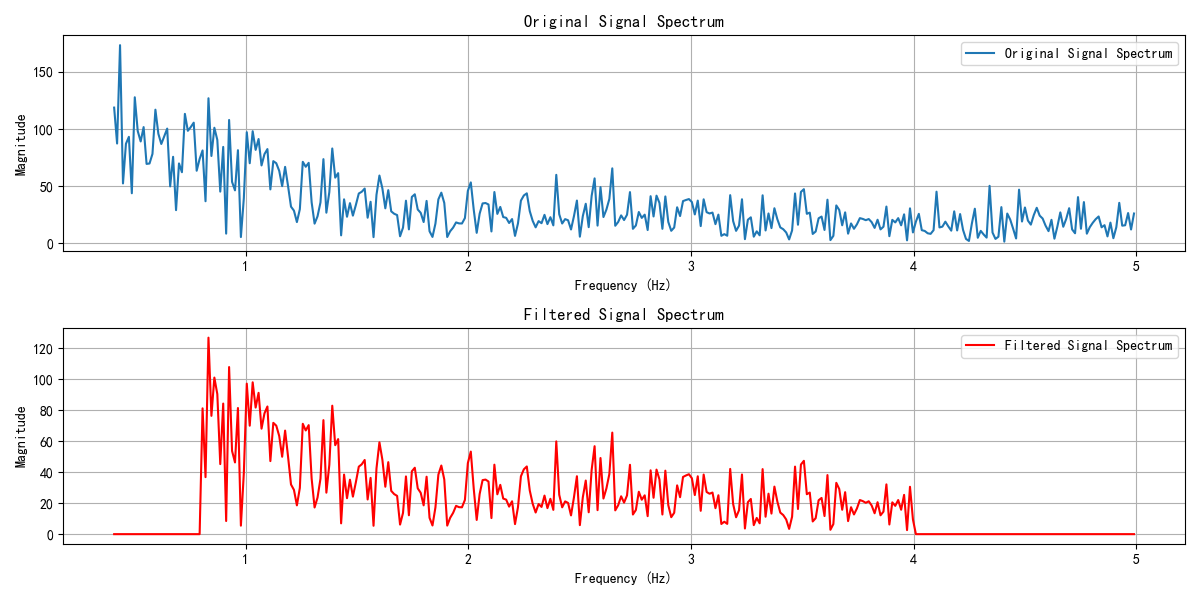 Original Signal Spectrum
Original Signal Spectrum
Magnitude
150
100
50
0
1
2
3
4
5
Frequency (Hz)
Filtered Signal Spectrum
Filtered Signal Spectrum
Magnitude
120
100
80
60
40
20
0
1
2
3
4
5
Frequency (Hz)